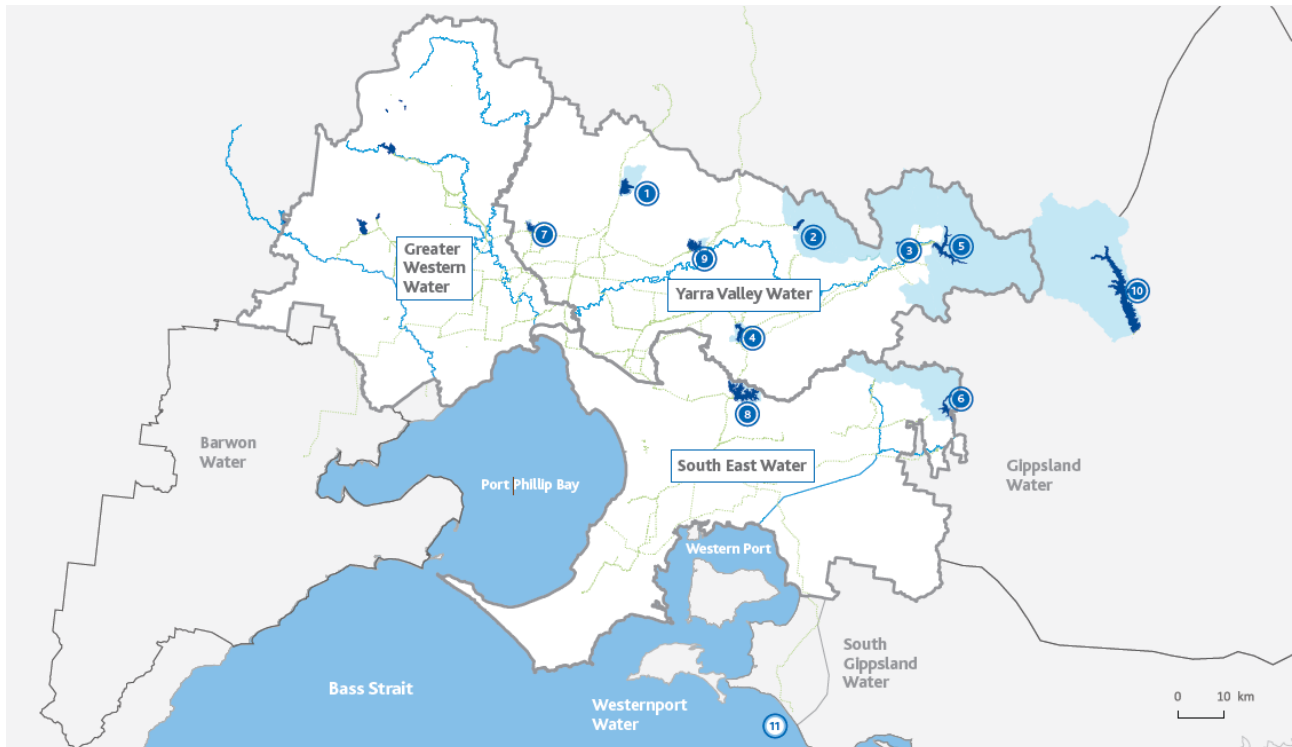 1
2
3
5
7
9
10
Greater
Western
Water
Yarra Valley Water
4
6
8
Barwon
Water
South East Water
Gippsland
Water
Port Phillip Bay
Western Port
South
Gippsland
Water
Bass Strait
Westernport
Water
0 10 km
11